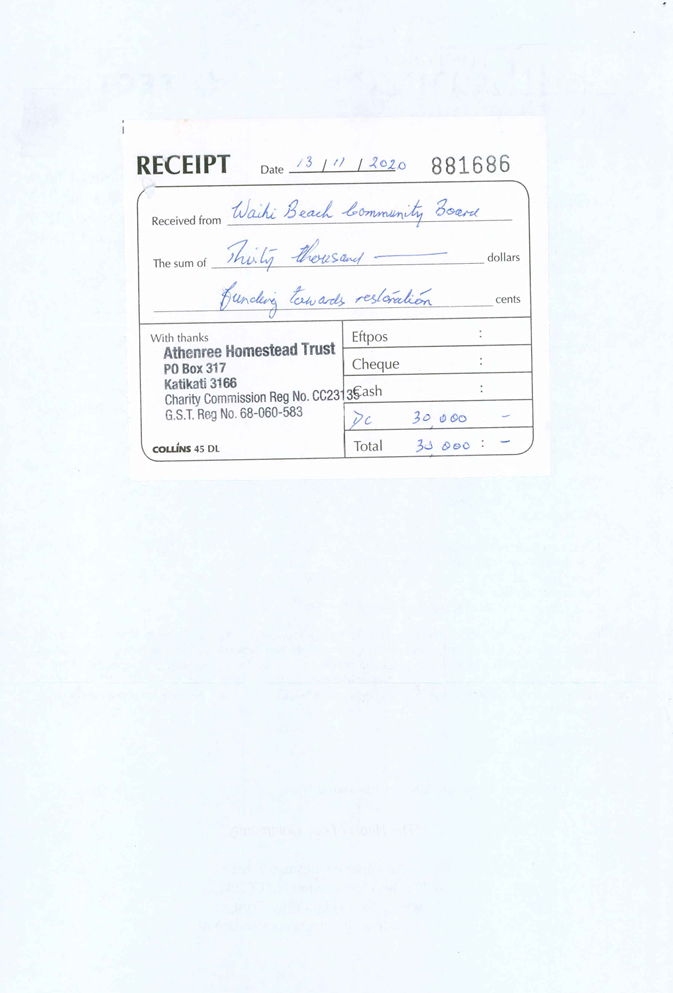 RECEIPT Date 13 / 11 / 2020 881686
Received from Waihi Beach Community Board
The sum of Thirty thousand dollars
funding towards restoration cents
With thanks
Athenree Homestead Trust
PO Box 317
Katikati 3166
Charity Commission Reg No. CC23135
G.S.T. Reg No. 68-060-583
COLLINS 45 DL
Eftpos :
Cheque :
Cash :
DC 30,000 -
Total 30,000 : -